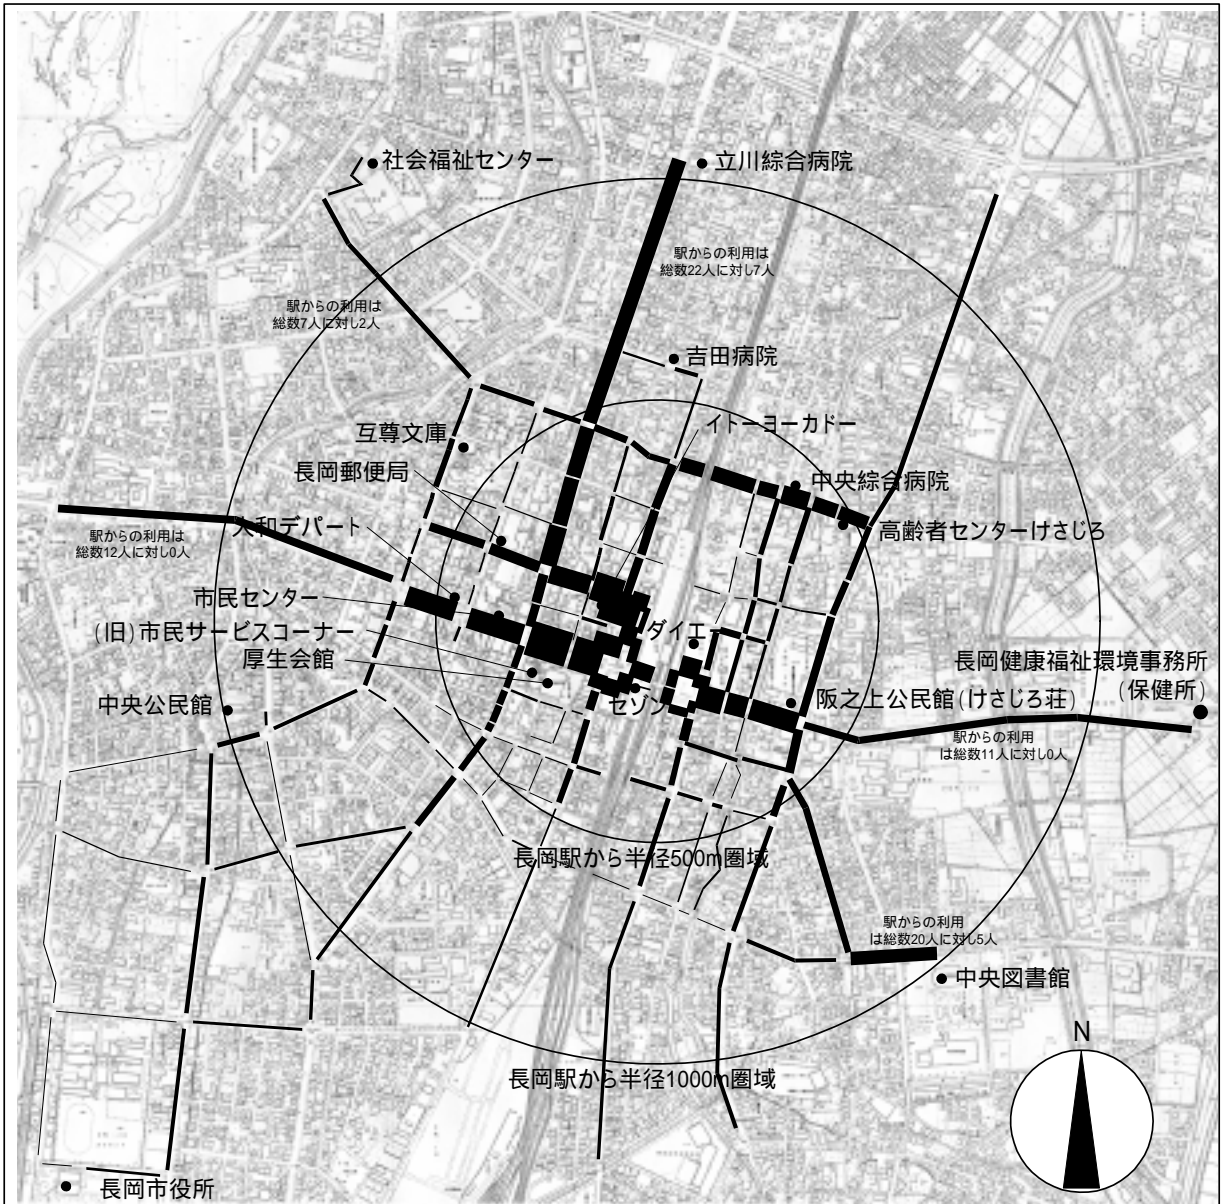 社会福祉センター
立川綜合病院
駅からの利用は
総数22人に対し7人
駅からの利用は
総数7人に対し2人
吉田病院
イトーヨーカドー
互尊文庫
長岡郵便局
中央綜合病院
大和デパート
高齢者センターけさじろ
駅からの利用は
総数12人に対し0人
市民センター
(旧)市民サービスコーナー
ダイエー
厚生会館
長岡健康福祉環境事務所
(保健所)
中央公民館
セゾン
阪之上公民館(けさじろ荘)
駅からの利用
は総数11人に対し0人
長岡駅から半径500m圏域
駅からの利用
は総数20人に対し5人
中央図書館
N
長岡駅から半径1000m圏域
長岡市役所